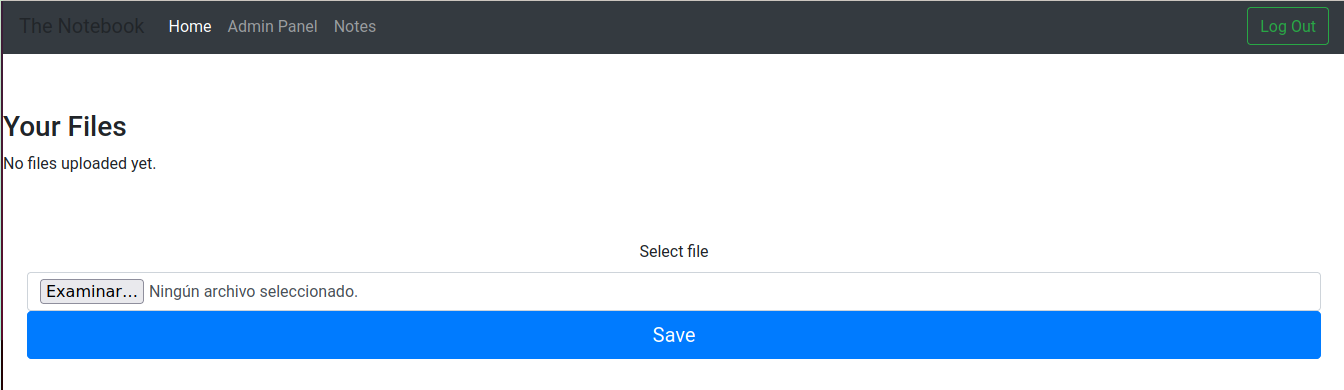 The Notebook Home Admin Panel Notes Log Out
Your Files
No files uploaded yet.
Select file
Examinar... Ningún archivo seleccionado.
Save